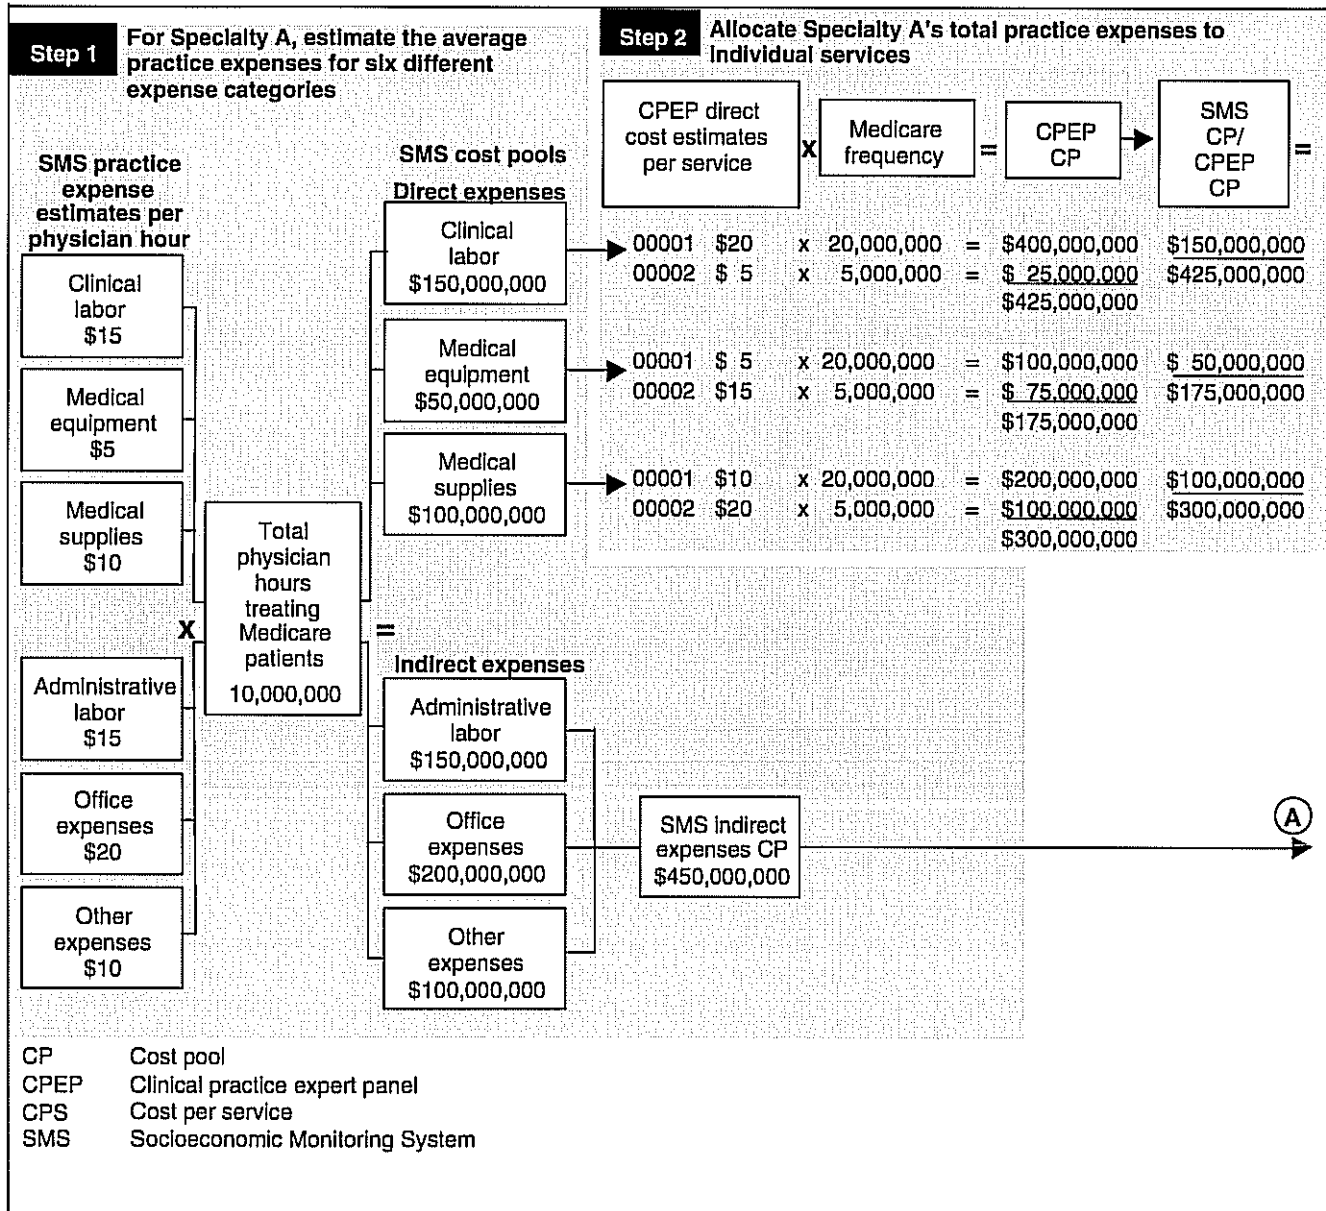 Step 1
For Specialty A, estimate the average
practice expenses for six different
expense categories
SMS practice
expense
estimates per
physician hour
Clinical
labor
$15
Medical
equipment
$5
Medical
supplies
$10
Administrative
labor
$15
Office
expenses
$20
Other
expenses
$10
X
Total
physician
hours
treating
Medicare
patients
10,000,000
=
SMS cost pools
Direct expenses
Clinical
labor
$150,000,000
Medical
equipment
$50,000,000
Medical
supplies
$100,000,000
Indirect expenses
Administrative
labor
$150,000,000
Office
expenses
$200,000,000
Other
expenses
$100,000,000
SMS indirect
expenses CP
$450,000,000
A
Step 2
Allocate Specialty A's total practice expenses to
individual services
CPEP direct
cost estimates
per service
X
Medicare
frequency
=
CPEP
CP
SMS
CP/
CPEP
CP
=
00001 $20 x 20,000,000 = $400,000,000 $150,000,000
00002 $ 5 x 5,000,000 = $ 25,000,000 $425,000,000
$425,000,000
00001 $ 5 x 20,000,000 = $100,000,000 $ 50,000,000
00002 $15 x 5,000,000 = $ 75,000,000 $175,000,000
$175,000,000
00001 $10 x 20,000,000 = $200,000,000 $100,000,000
00002 $20 x 5,000,000 = $100,000,000 $300,000,000
$300,000,000
CP Cost pool
CPEP Clinical practice expert panel
CPS Cost per service
SMS Socioeconomic Monitoring System